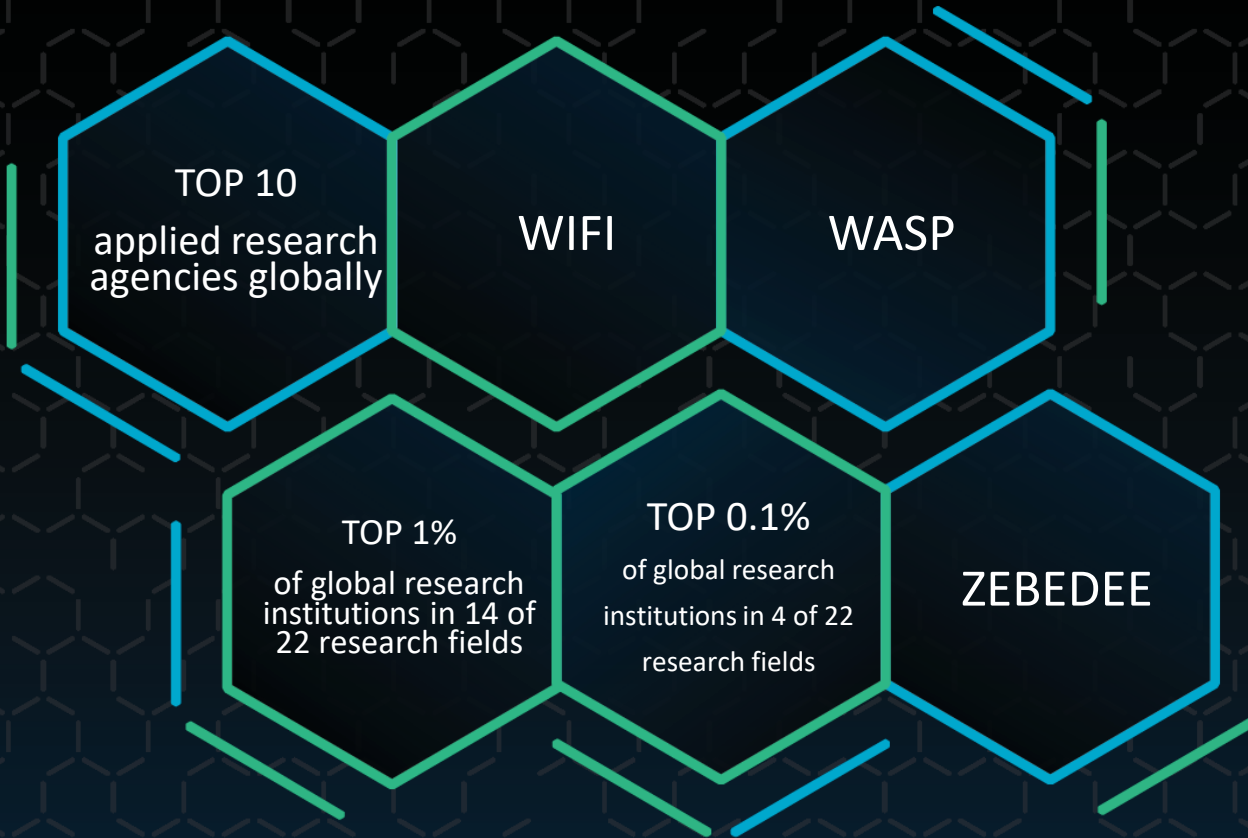 TOP 10
applied research
agencies globally
WIFI
WASP
TOP 1%
of global research
institutions in 14 of
22 research fields
TOP 0.1%
of global research
institutions in 4 of 22
research fields
ZEBEDEE